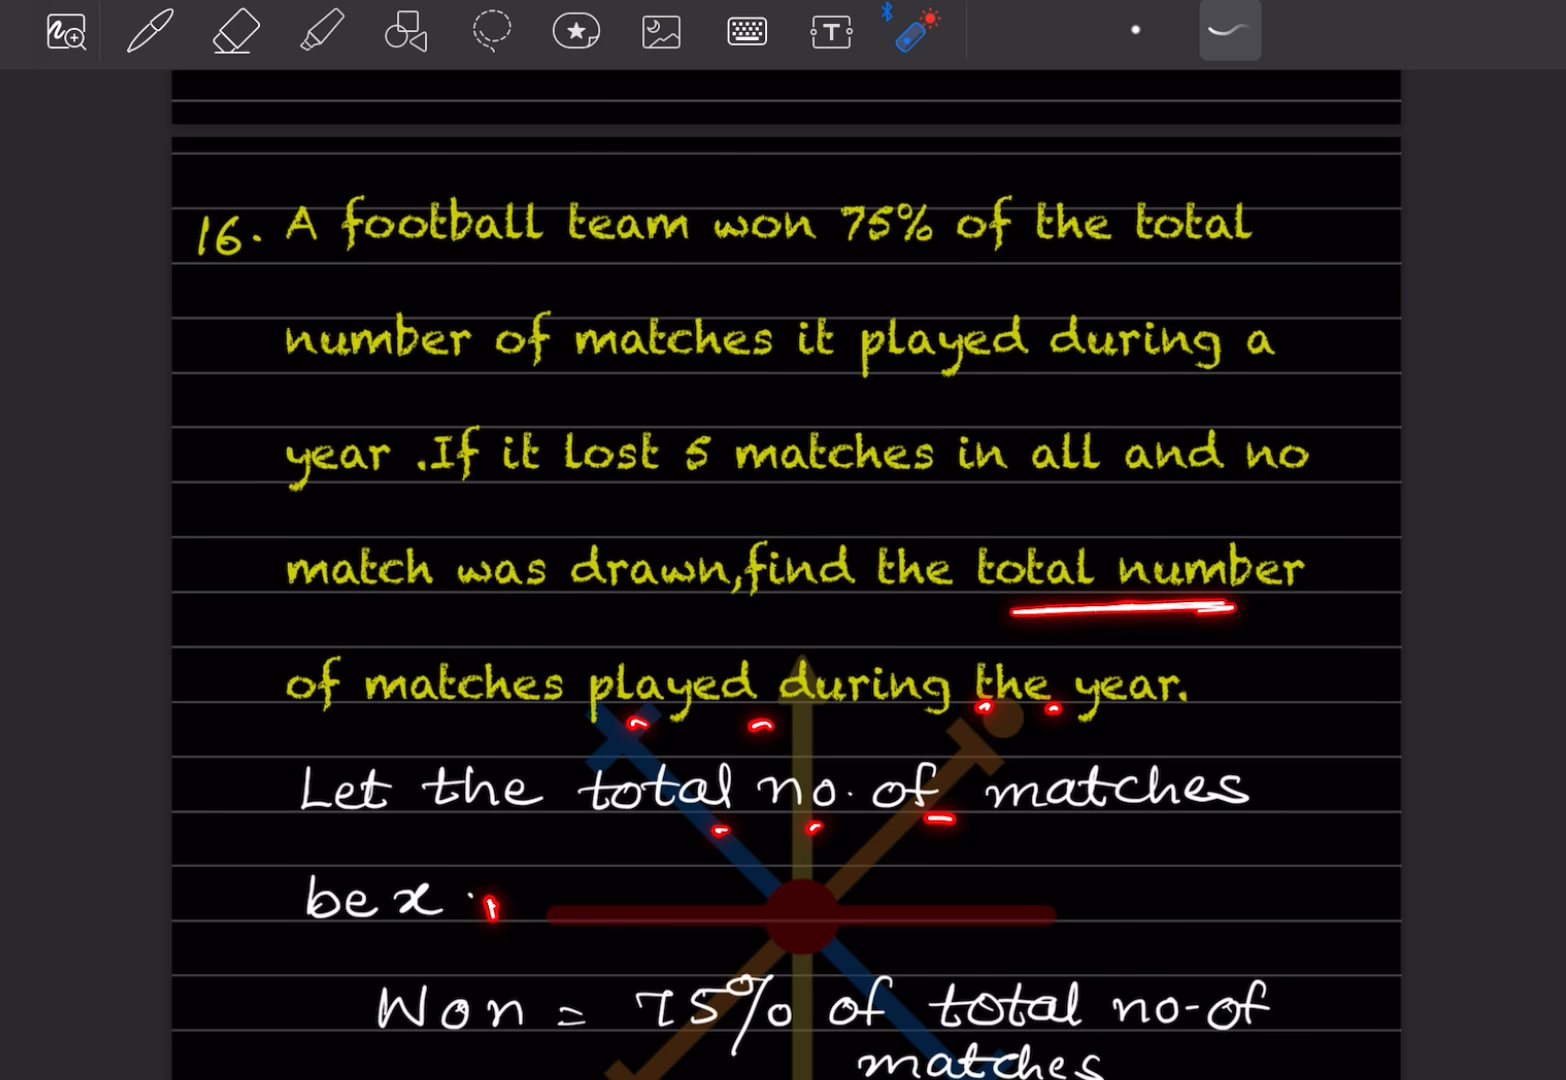 16. A football team won 75% of the total
number of matches it played during a
year .If it lost 5 matches in all and no
match was drawn,find the total number
of matches played during the year.
Let the total no. of matches
be x .
Won = 75% of total no-of
matches